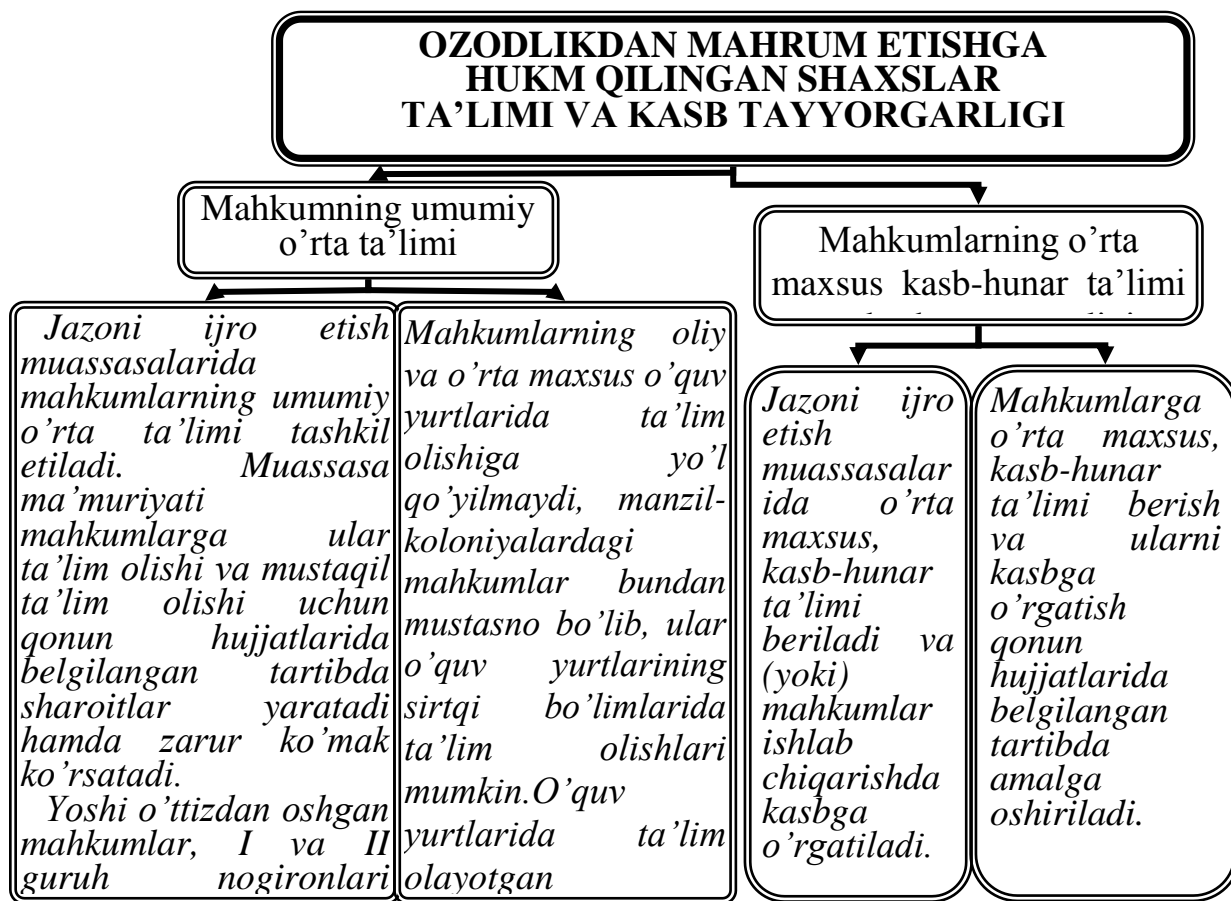 OZODLIKDAN MAHRUM ETISHGA
HUKM QILINGAN SHAXSLAR
TA’LIMI VA KASB TAYYORGARLIGI
Mahkumning umumiy
o’rta ta’limi
Mahkumlarning o’rta
maxsus kasb-hunar ta’limi
Jazoni ijro etish
muassasalarida
mahkumlarning umumiy
o’rta ta’limi tashkil
etiladi. Muassasa
ma’muriyati
mahkumlarga ular
ta’lim olishi va mustaqil
ta’lim olishi uchun
qonun hujjatlarida
belgilangan tartibda
sharoitlar yaratadi
hamda zarur ko’mak
ko’rsatadi.
Yoshi o’ttizdan oshgan
mahkumlar, I va II
guruh nogironlari
Mahkumlarning oliy
va o’rta maxsus o’quv
yurtlarida ta’lim
olishiga yo’l
qo’yilmaydi, manzil-
koloniyalardagi
mahkumlar bundan
mustasno bo’lib, ular
o’quv yurtlarining
sirtqi bo’limlarida
ta’lim olishlari
mumkin.O’quv
yurtlarida ta’lim
olayotgan
Jazoni ijro
etish
muassasalar
ida o’rta
maxsus,
kasb-hunar
ta’limi
beriladi va
(yoki)
mahkumlar
ishlab
chiqarishda
kasbga
o’rgatiladi.
Mahkumlarga
o’rta maxsus,
kasb-hunar
ta’limi berish
va ularni
kasbga
o’rgatish
qonun
hujjatlarida
belgilangan
tartibda
amalga
oshiriladi.